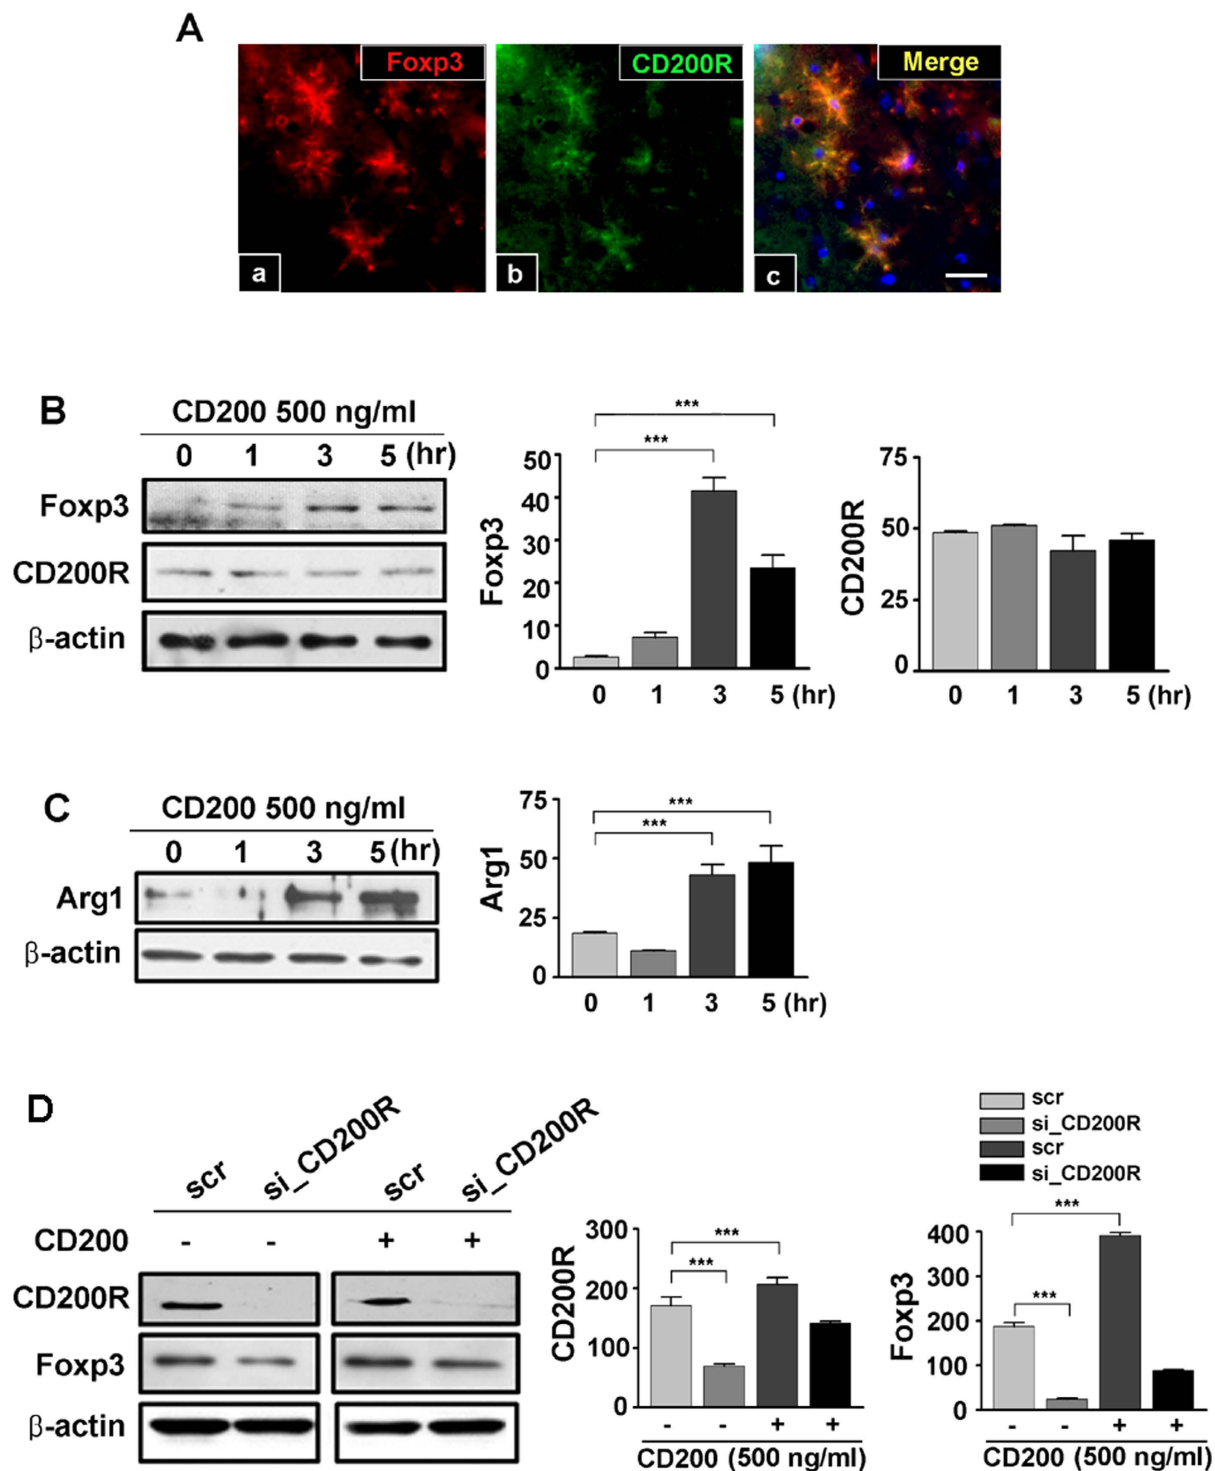 A
Foxp3 CD200R Merge
a b c
B
CD200 500 ng/ml
0 1 3 5 (hr)
Foxp3
CD200R
β-actin
***
***
Foxp3
50
40
30
20
10
0
0 1 3 5 (hr)
CD200R
75
50
25
0
0 1 3 5 (hr)
C
CD200 500 ng/ml
0 1 3 5 (hr)
Arg1
β-actin
***
***
Arg1
75
50
25
0
0 1 3 5 (hr)
D
scr si_CD200R scr si_CD200R
CD200 - - + +
CD200R
Foxp3
β-actin
***
***
CD200R
300
200
100
0
- - + +
CD200 (500 ng/ml)
scr
si_CD200R
scr
si_CD200R
***
***
Foxp3
400
300
200
100
0
- - + +
CD200 (500 ng/ml)